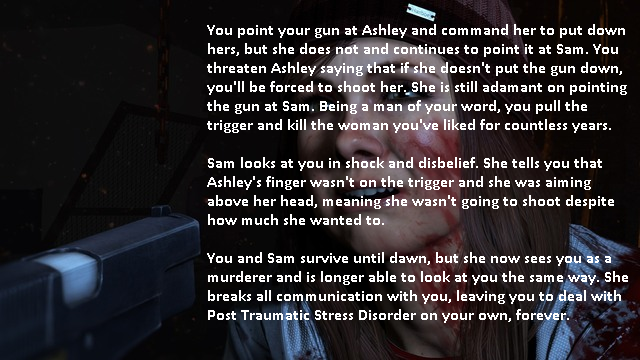 You point your gun at Ashley and command her to put down
hers, but she does not and continues to point it at Sam. You
threaten Ashley saying that if she doesn't put the gun down,
you'll be forced to shoot her. She is still adamant on pointing
the gun at Sam. Being a man of your word, you pull the
trigger and kill the woman you've liked for countless years.
Sam looks at you in shock and disbelief. She tells you that
Ashley's finger wasn't on the trigger and she was aiming
above her head, meaning she wasn't going to shoot despite
how much she wanted to.
You and Sam survive until dawn, but she now sees you as a
murderer and is longer able to look at you the same way. She
breaks all communication with you, leaving you to deal with
Post Traumatic Stress Disorder on your own, forever.